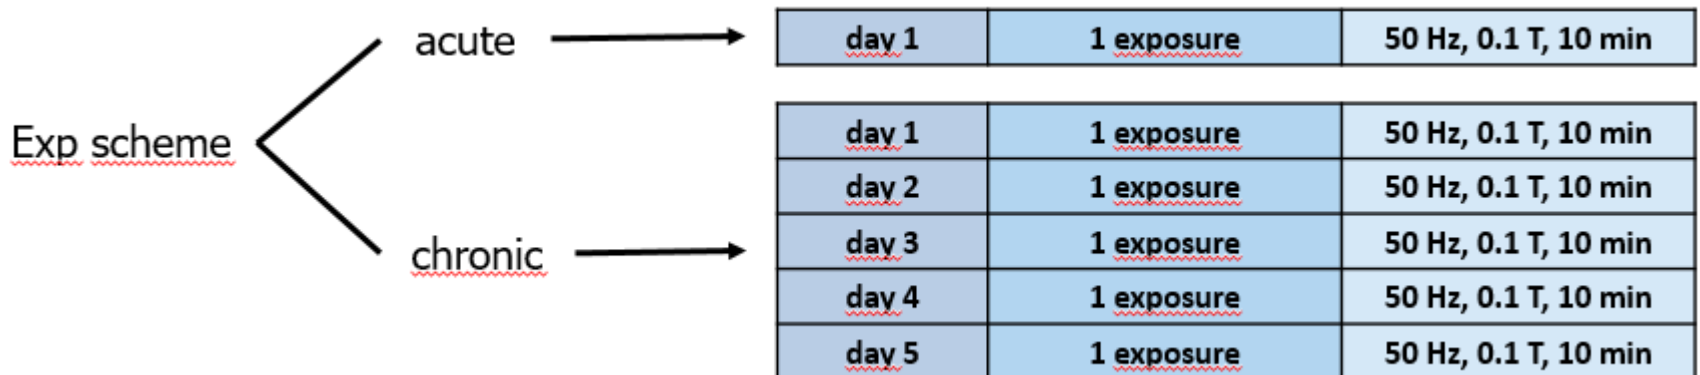 acute
day 1 1 exposure 50 Hz, 0.1 T, 10 min
Exp scheme
day 1 1 exposure 50 Hz, 0.1 T, 10 min
day 2 1 exposure 50 Hz, 0.1 T, 10 min
day 3 1 exposure 50 Hz, 0.1 T, 10 min
chronic
day 4 1 exposure 50 Hz, 0.1 T, 10 min
day 5 1 exposure 50 Hz, 0.1 T, 10 min